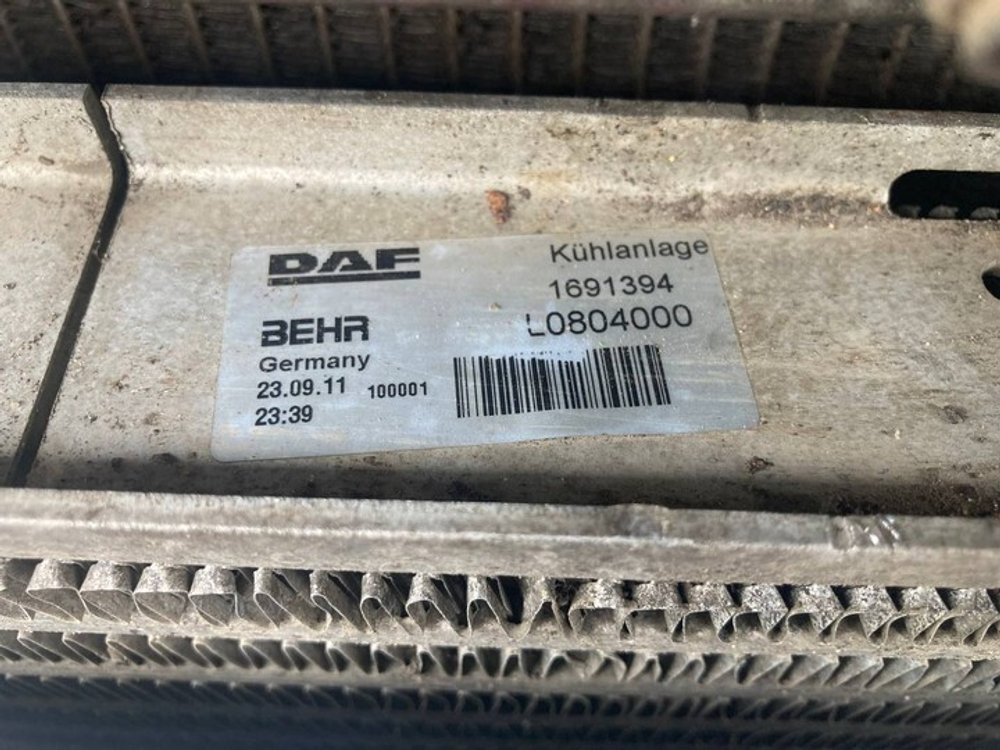 DAF
Kühlanlage
1691394
L0804000
BEHR
Germany
23.09.11 100001
23:39